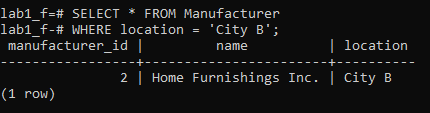 lab1_f=# SELECT * FROM Manufacturer
lab1_f-# WHERE location = 'City B';
 manufacturer_id |         name          | location
-----------------+-----------------------+----------
               2 | Home Furnishings Inc. | City B
(1 row)